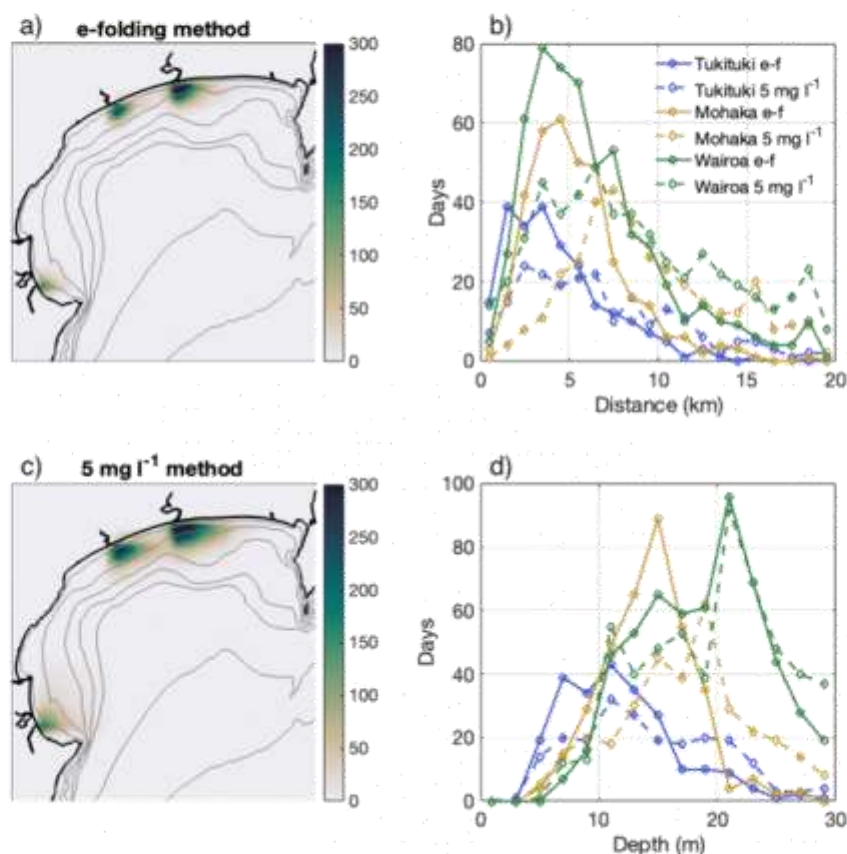 a)
e-folding method
300
250
200
150
100
50
0
b)
80
60
40
20
0
Days
0 5 10 15 20
Distance (km)
Tukituki e-f
Tukituki 5 mg l⁻¹
Mohaka e-f
Mohaka 5 mg l⁻¹
Wairoa e-f
Wairoa 5 mg l⁻¹
c)
5 mg l⁻¹ method
300
250
200
150
100
50
0
d)
100
80
60
40
20
0
Days
0 10 20 30
Depth (m)